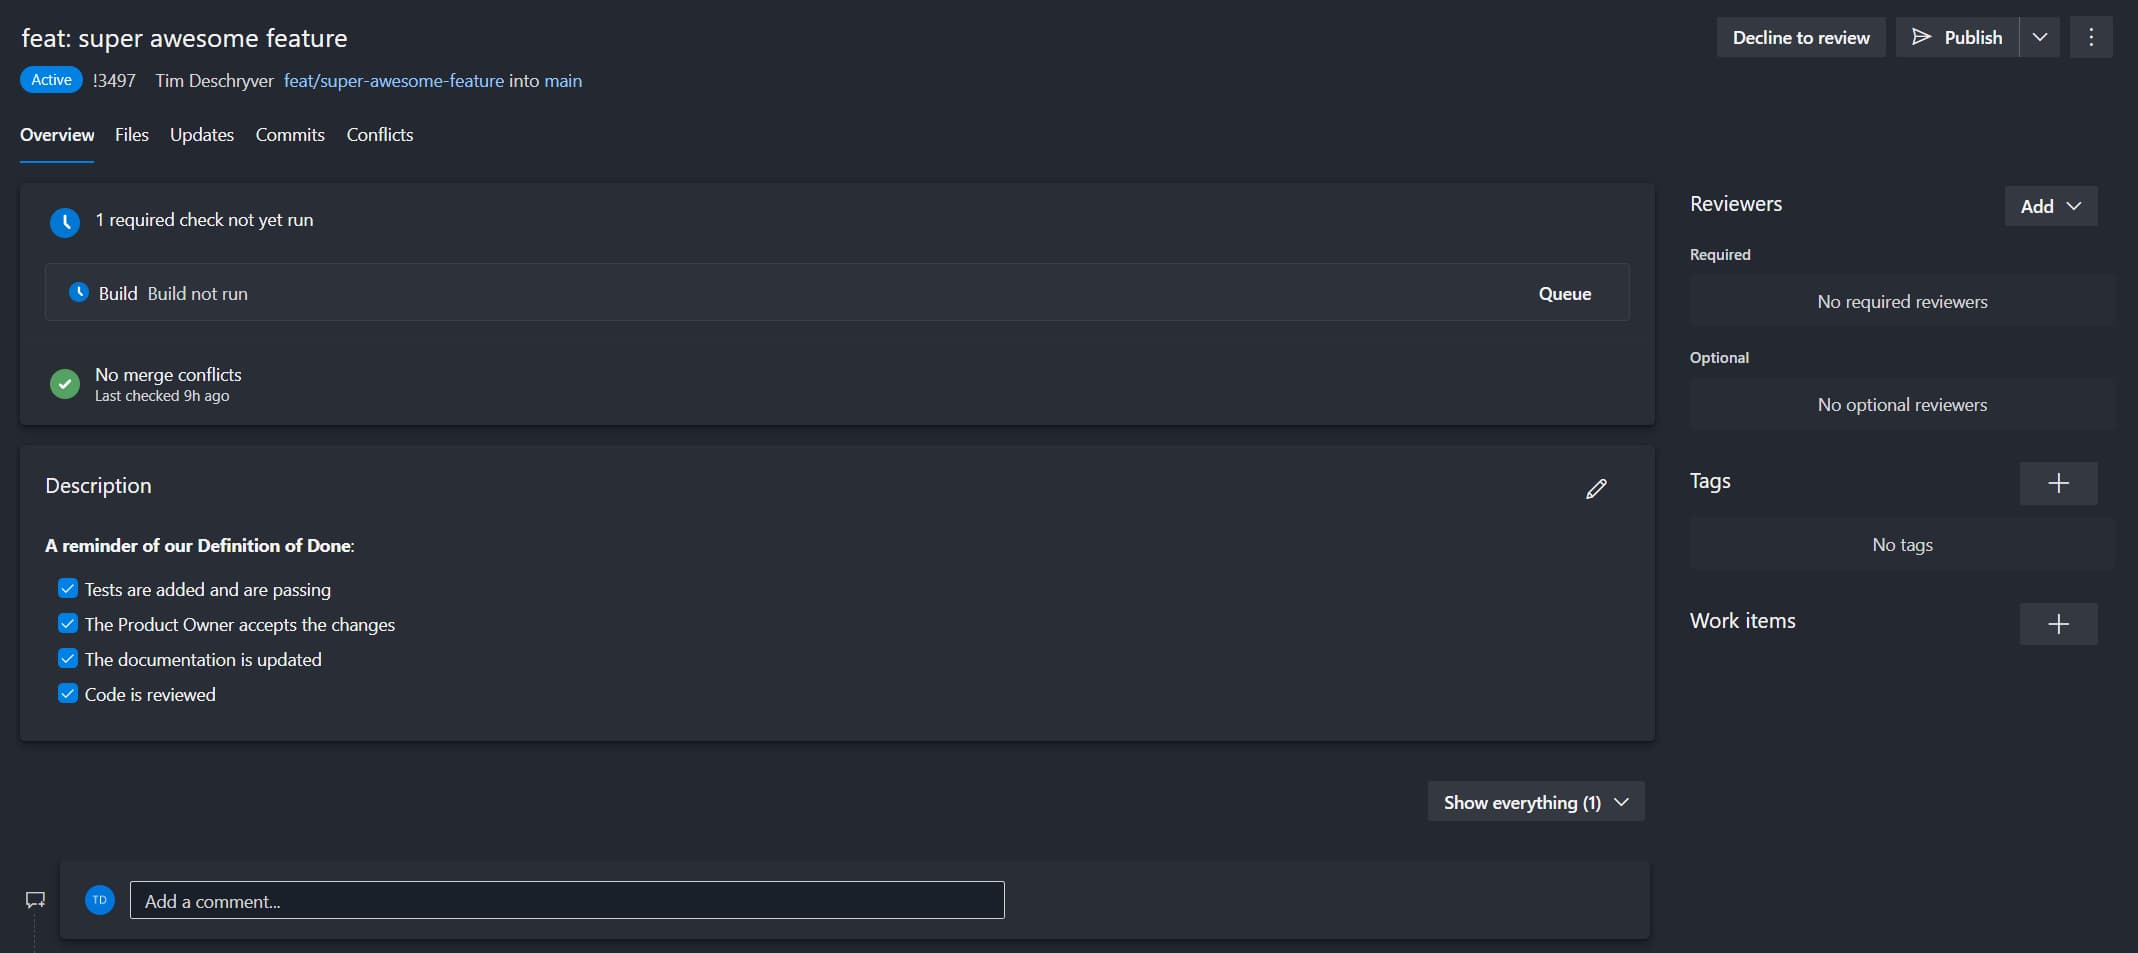 feat: super awesome feature
Decline to review
Publish
Active !3497 Tim Deschryver feat/super-awesome-feature into main
Overview Files Updates Commits Conflicts
1 required check not yet run
Build Build not run Queue
No merge conflicts
Last checked 9h ago
Description
A reminder of our Definition of Done:
Tests are added and are passing
The Product Owner accepts the changes
The documentation is updated
Code is reviewed
Show everything (1)
TD Add a comment...
Reviewers Add
Required
No required reviewers
Optional
No optional reviewers
Tags
No tags
Work items